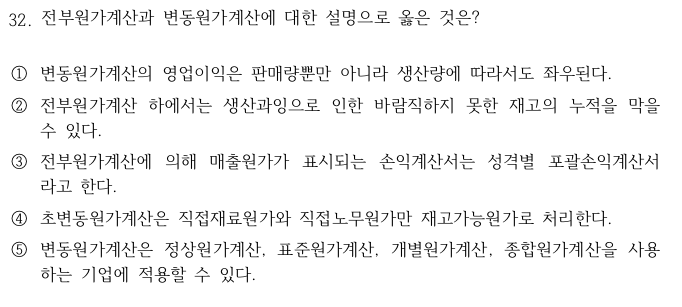 32. 전부원가계산과 변동원가계산에 대한 설명으로 옳은 것은?
① 변동원가계산의 영업이익은 판매량뿐만 아니라 생산량에 따라서도 좌우된다.
② 전부원가계산 하에서는 생산과잉으로 인한 바람직하지 못한 재고의 누적을 막을
수 있다.
③ 전부원가계산에 의해 매출원가가 표시되는 손익계산서는 성격별 포괄손익계산서
라고 한다.
④ 초변동원가계산은 직접재료원가와 직접노무원가만 재고가능원가로 처리한다.
⑤ 변동원가계산은 정상원가계산, 표준원가계산, 개별원가계산, 종합원가계산을 사용
하는 기업에 적용할 수 있다.